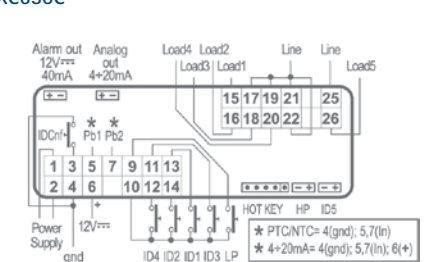 Alarm out Analog
12V⎓ out
40mA 4÷20mA
Load4 Load2 Line Line
Load3 Load1 Load5
+ - + -
15 17 19 21 25
16 18 20 22 26
IDCnf * *
Pb1 Pb2
1 3 5 7 9 11 13
2 4 6 10 12 14
HOT KEY HP ID5
+
Power 12V⎓
Supply
gnd ID4 ID2 ID1 ID3 LP
* PTC/NTC= 4(gnd); 5,7(In)
* 4÷20mA= 4(gnd); 5,7(In); 6(+)